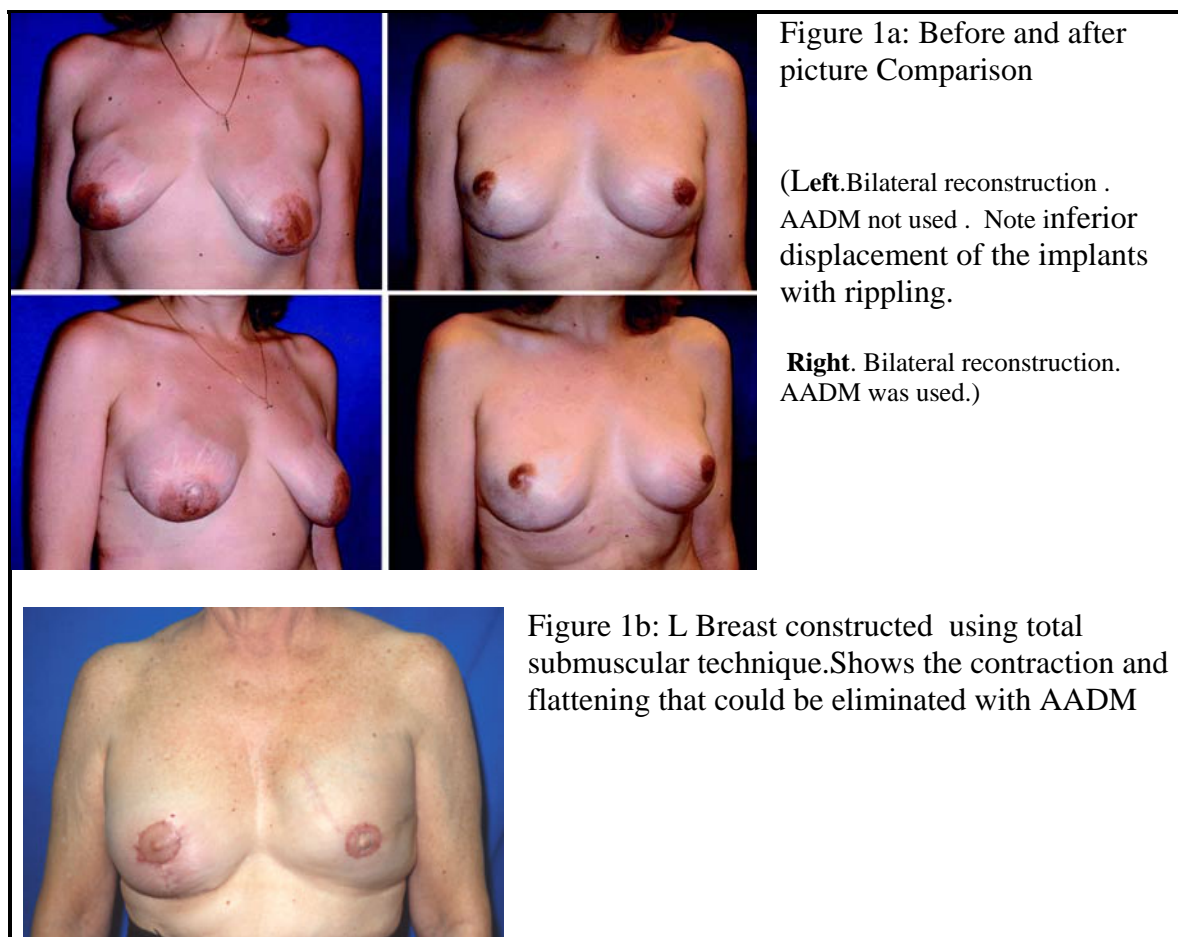 Figure 1a: Before and after
picture Comparison
(Left.Bilateral reconstruction .
AADM not used . Note inferior
displacement of the implants
with rippling.
Right. Bilateral reconstruction.
AADM was used.)
Figure 1b: L Breast constructed using total
submuscular technique.Shows the contraction and
flattening that could be eliminated with AADM